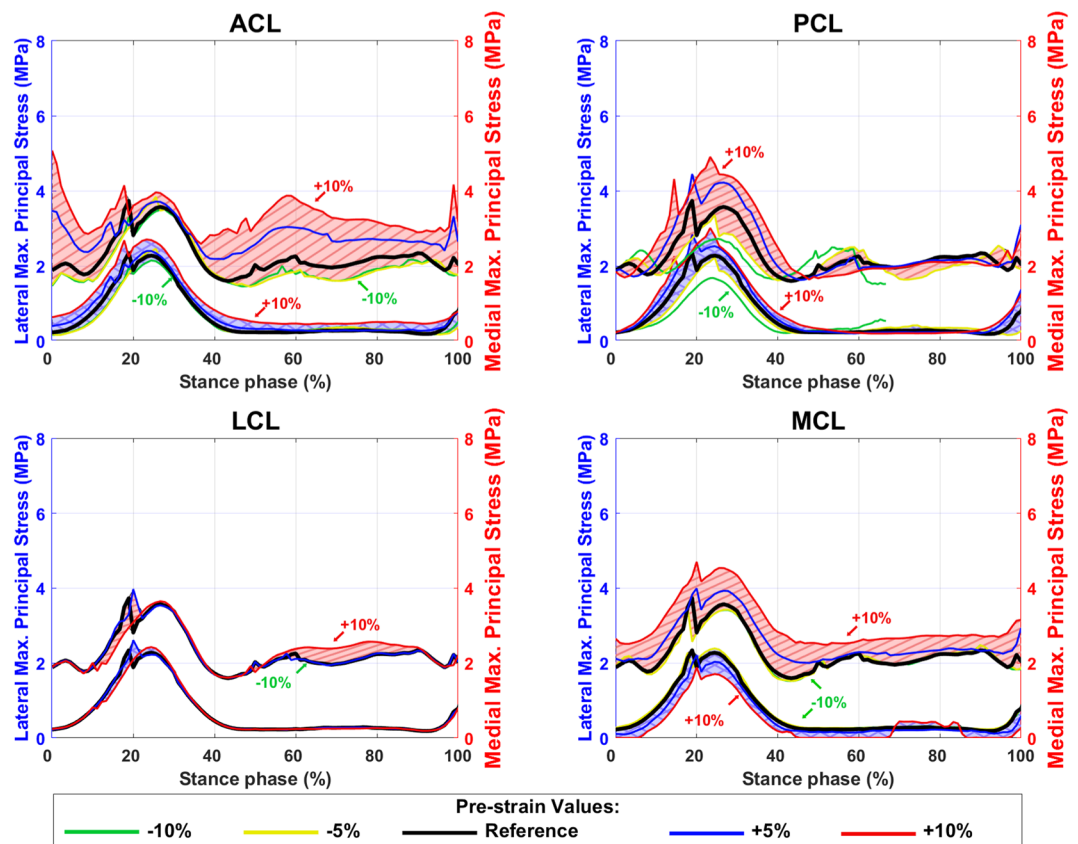 ACL
Lateral Max. Principal Stress (MPa)
8
6
4
2
0
+10%
-10%
+10%
-10%
0 20 40 60 80 100
Stance phase (%)
8
6
4
2
0
Medial Max. Principal Stress (MPa)
PCL
Lateral Max. Principal Stress (MPa)
8
6
4
2
0
+10%
+10%
-10%
0 20 40 60 80 100
Stance phase (%)
8
6
4
2
0
Medial Max. Principal Stress (MPa)
LCL
Lateral Max. Principal Stress (MPa)
8
6
4
2
0
+10%
-10%
0 20 40 60 80 100
Stance phase (%)
8
6
4
2
0
Medial Max. Principal Stress (MPa)
MCL
Lateral Max. Principal Stress (MPa)
8
6
4
2
0
+10%
-10%
+10%
0 20 40 60 80 100
Stance phase (%)
8
6
4
2
0
Medial Max. Principal Stress (MPa)
Pre-strain Values:
-10% -5% Reference +5% +10%